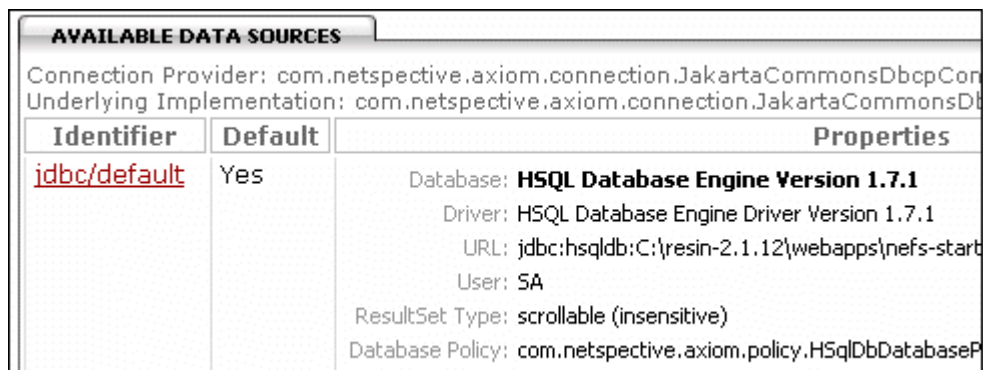 AVAILABLE DATA SOURCES
Connection Provider: com.netspective.axiom.connection.JakartaCommonsDbcpCon
Underlying Implementation: com.netspective.axiom.connection.JakartaCommonsDb
Identifier Default Properties
jdbc/default Yes Database: HSQL Database Engine Version 1.7.1
Driver: HSQL Database Engine Driver Version 1.7.1
URL: jdbc:hsqldb:C:\resin-2.1.12\webapps\nefs-start
User: SA
ResultSet Type: scrollable (insensitive)
Database Policy: com.netspective.axiom.policy.HSqlDbDatabaseP